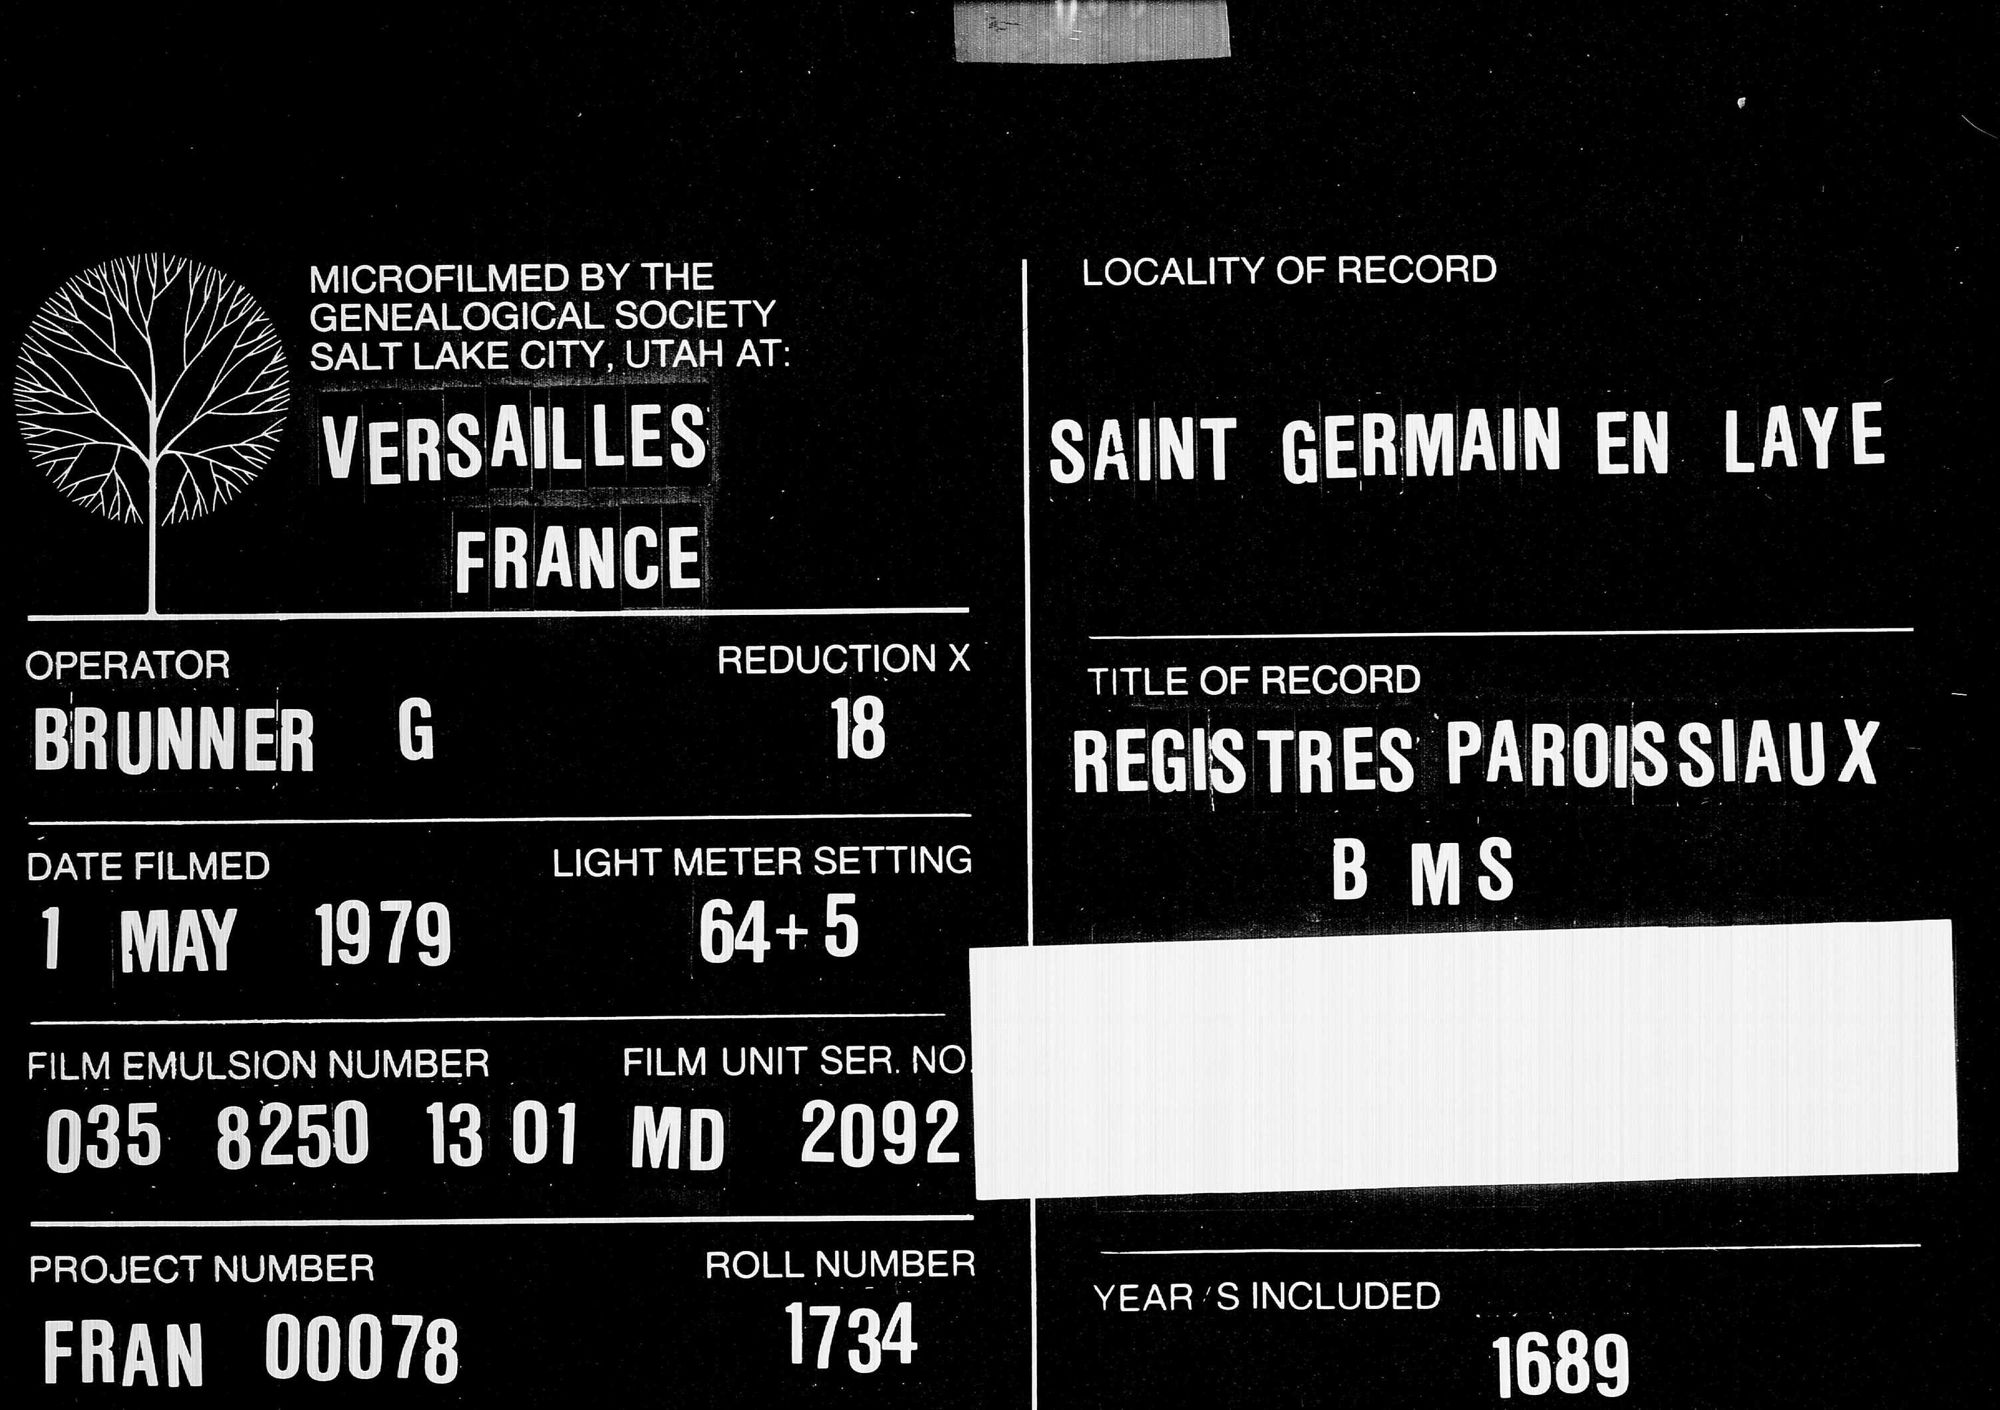 MICROFILMED BY THE
GENEALOGICAL SOCIETY
SALT LAKE CITY, UTAH AT:
VERSAILLES
FRANCE
OPERATOR
BRUNNER G
REDUCTION X
18
DATE FILMED
1 MAY 1979
LIGHT METER SETTING
64+5
FILM EMULSION NUMBER
035 8250 13 01
FILM UNIT SER. NO.
MD 2092
PROJECT NUMBER
FRAN 00078
ROLL NUMBER
1734
LOCALITY OF RECORD
SAINT GERMAIN EN LAYE
TITLE OF RECORD
REGISTRES PAROISSIAUX
B M S
YEAR 'S INCLUDED
1689